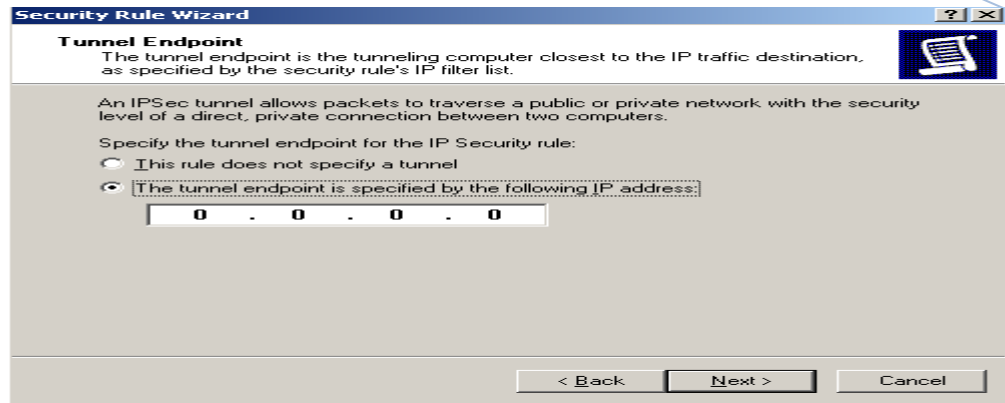 Security Rule Wizard
Tunnel Endpoint
The tunnel endpoint is the tunneling computer closest to the IP traffic destination,
as specified by the security rule's IP filter list.
An IPSec tunnel allows packets to traverse a public or private network with the security
level of a direct, private connection between two computers.
Specify the tunnel endpoint for the IP Security rule:
This rule does not specify a tunnel
The tunnel endpoint is specified by the following IP address:
0 . 0 . 0 . 0
< Back Next > Cancel